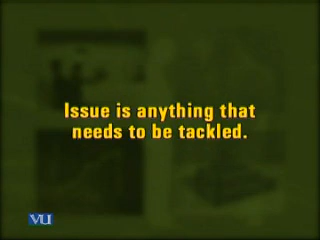 Issue is anything that
needs to be tackled.
VU